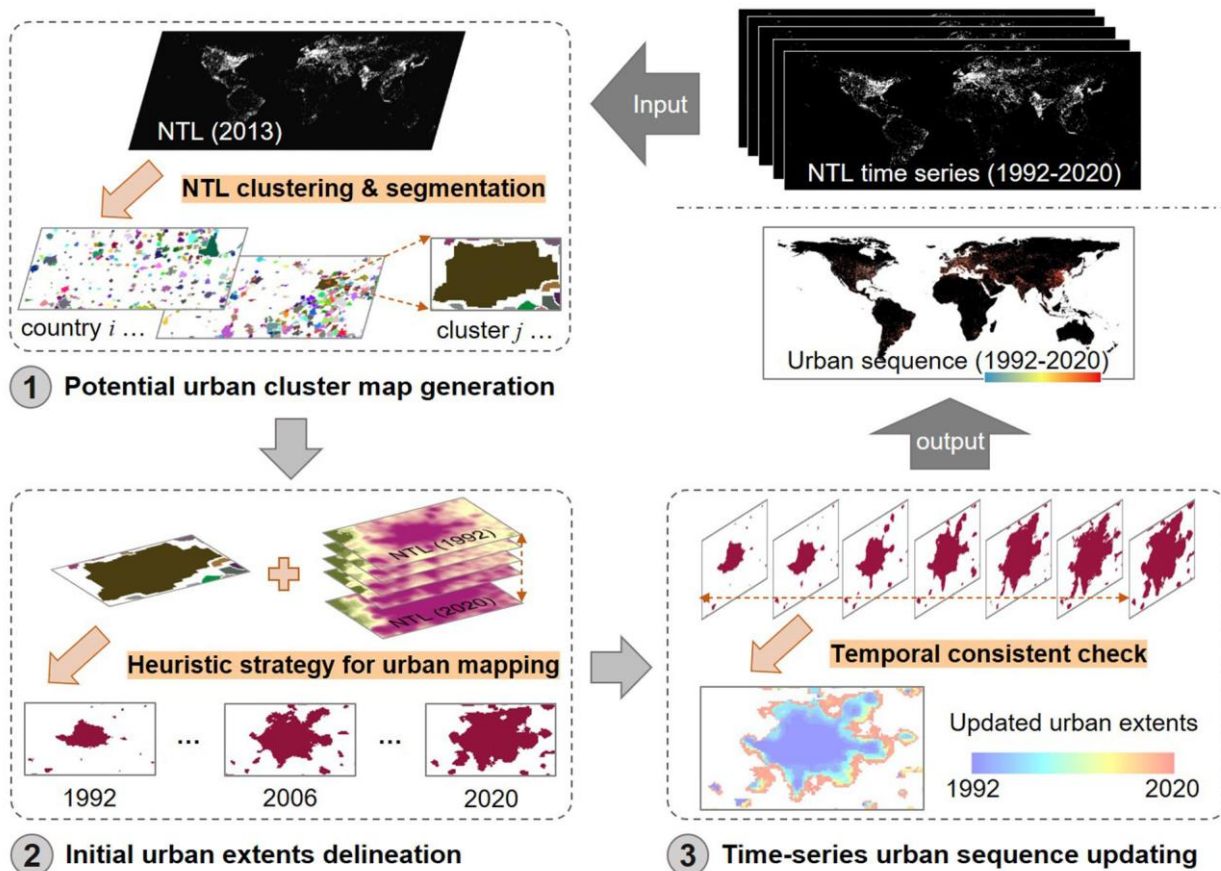 NTL (2013)
NTL clustering & segmentation
country i ...
cluster j ...
1 Potential urban cluster map generation
Input
NTL time series (1992-2020)
Urban sequence (1992-2020)
output
NTL (1992)
NTL (2020)
Heuristic strategy for urban mapping
... ...
1992 2006 2020
2 Initial urban extents delineation
Temporal consistent check
Updated urban extents
1992 2020
3 Time-series urban sequence updating